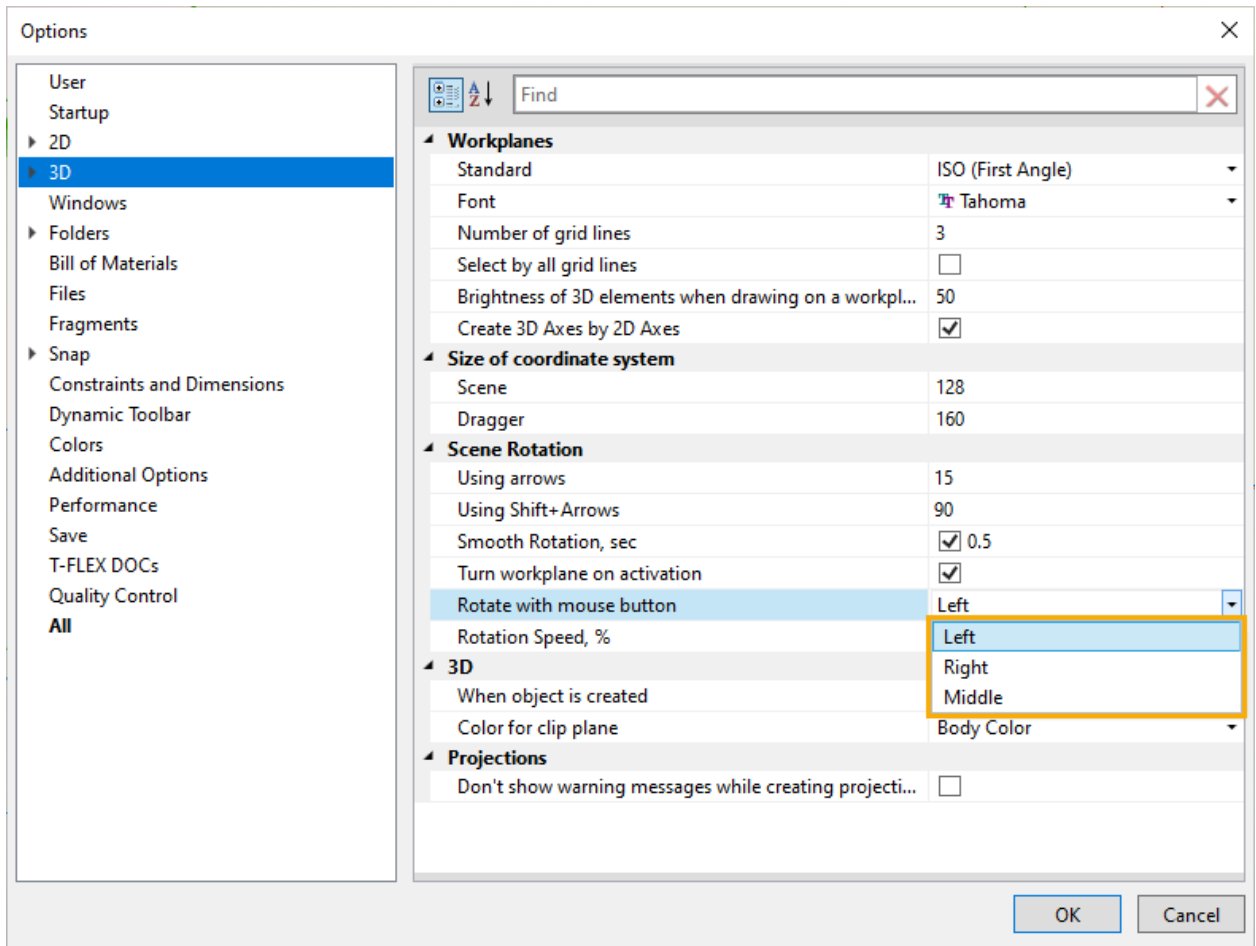 Options
User
Startup
2D
3D
Windows
Folders
Bill of Materials
Files
Fragments
Snap
Constraints and Dimensions
Dynamic Toolbar
Colors
Additional Options
Performance
Save
T-FLEX DOCs
Quality Control
All
A Z Find
Workplanes
Standard ISO (First Angle)
Font Tahoma
Number of grid lines 3
Select by all grid lines
Brightness of 3D elements when drawing on a workpl... 50
Create 3D Axes by 2D Axes
Size of coordinate system
Scene 128
Dragger 160
Scene Rotation
Using arrows 15
Using Shift+Arrows 90
Smooth Rotation, sec 0.5
Turn workplane on activation
Rotate with mouse button Left
Rotation Speed, % Left
Right
3D
When object is created Middle
Color for clip plane Body Color
Projections
Don't show warning messages while creating projecti...
OK Cancel